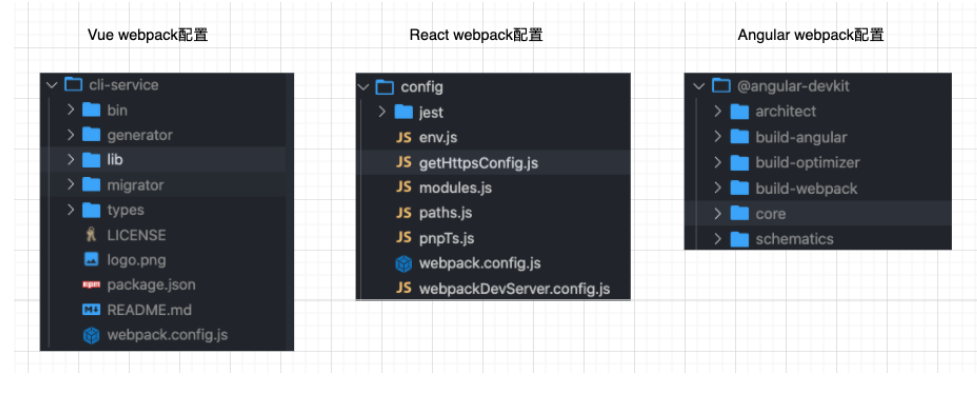 Vue webpack配置
cli-service
bin
generator
lib
migrator
types
LICENSE
logo.png
npm package.json
M↓ README.md
webpack.config.js
React webpack配置
config
jest
JS env.js
JS getHttpsConfig.js
JS modules.js
JS paths.js
JS pnpTs.js
webpack.config.js
JS webpackDevServer.config.js
Angular webpack配置
@angular-devkit
architect
build-angular
build-optimizer
build-webpack
core
schematics